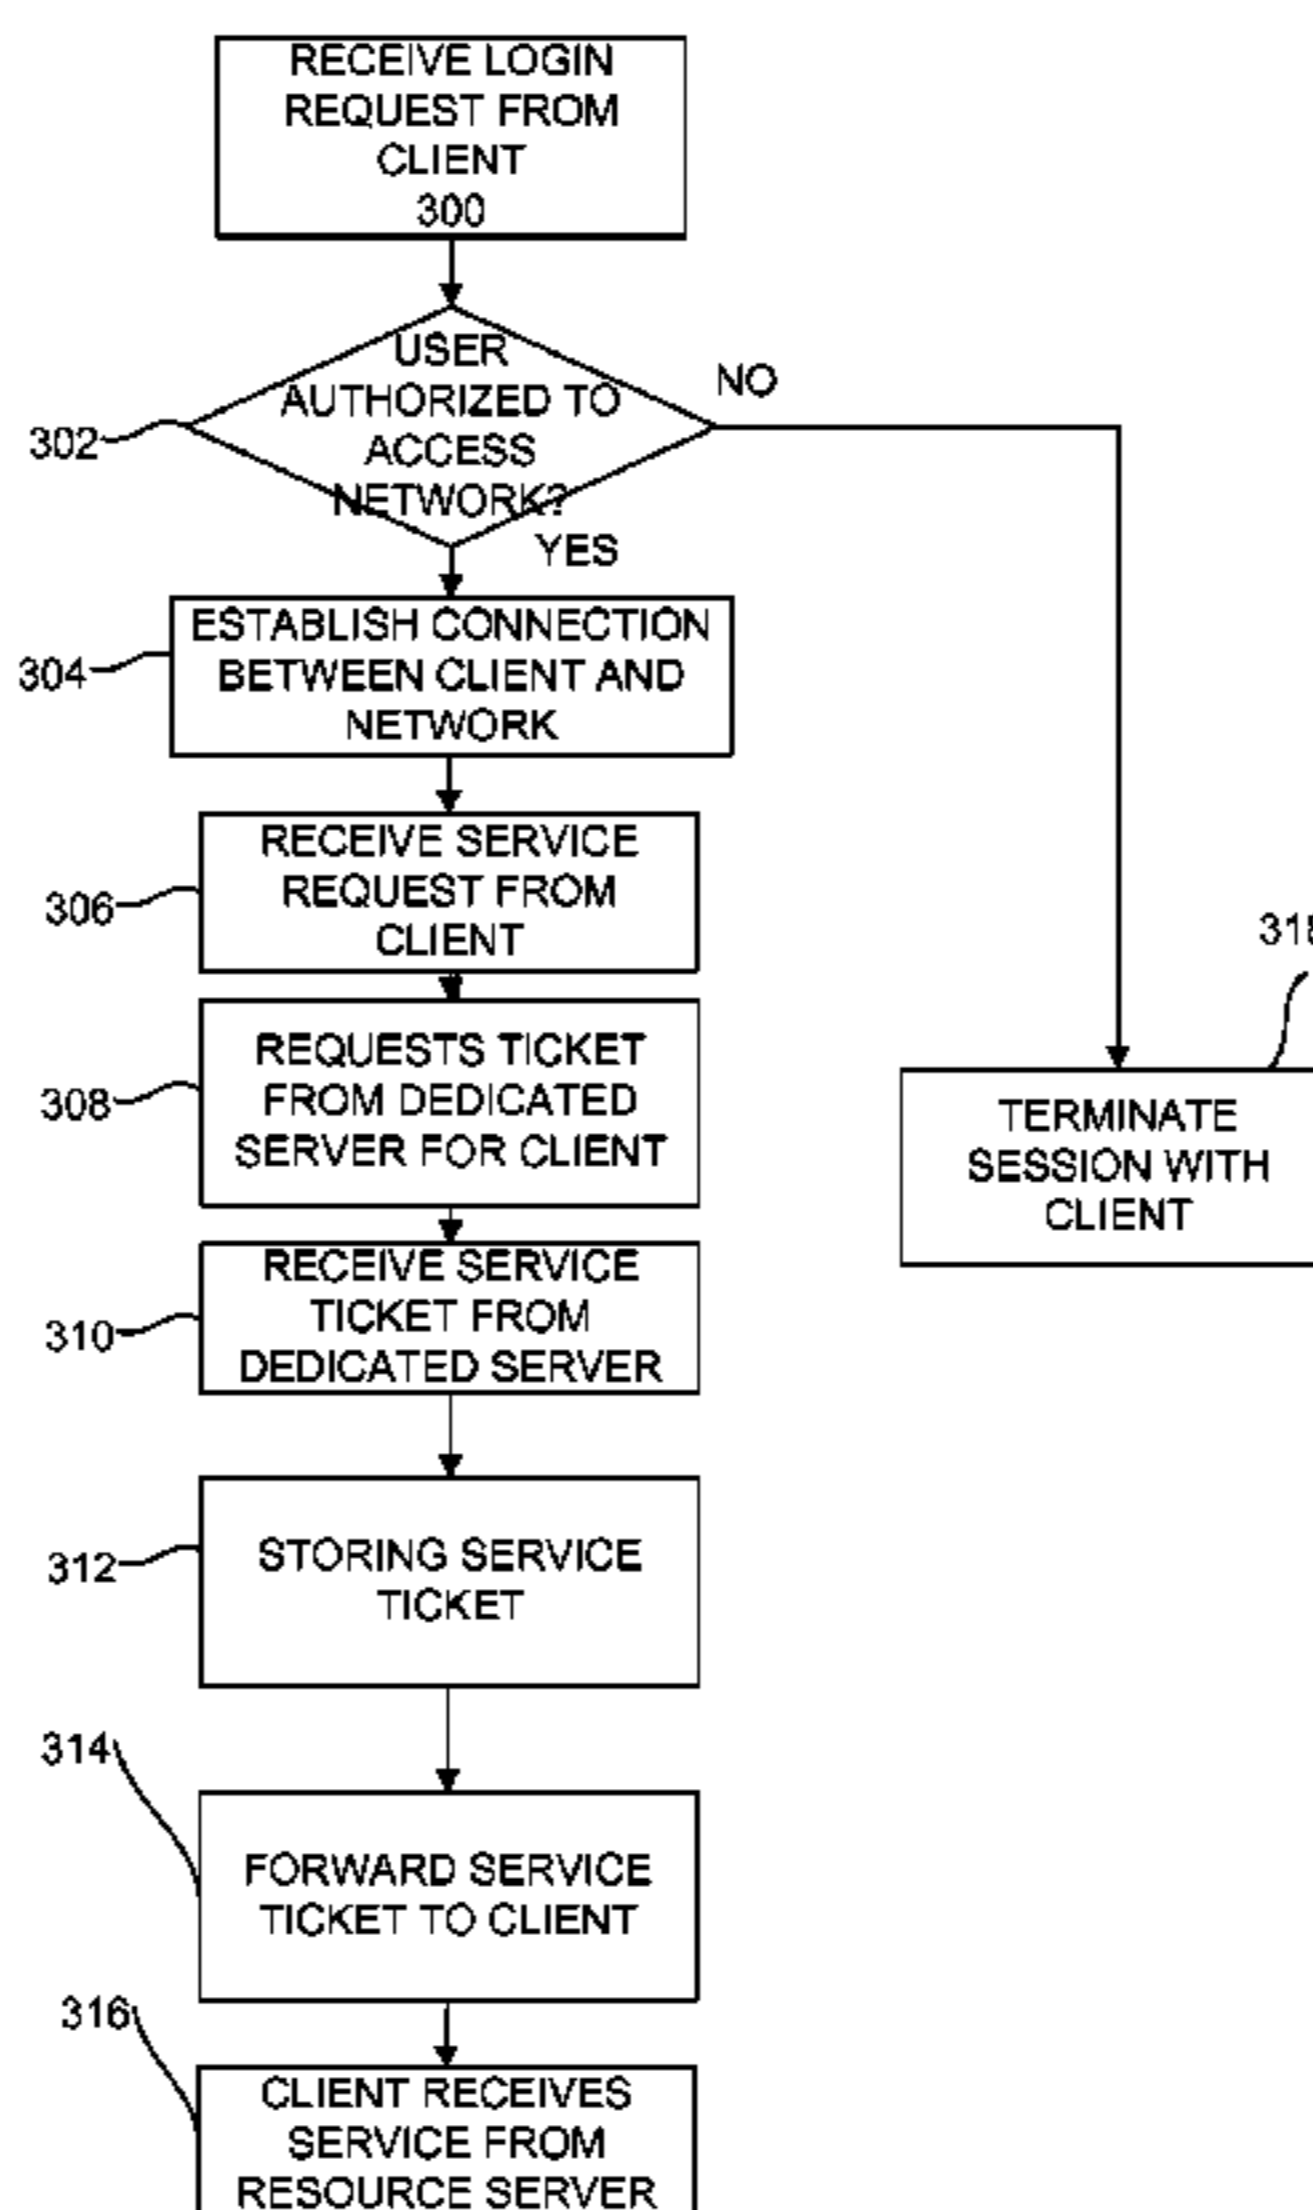 RECEIVE LOGIN
REQUEST FROM
CLIENT
300
USER
AUTHORIZED TO
ACCESS
NETWORK?
NO
302
YES
ESTABLISH CONNECTION
BETWEEN CLIENT AND
NETWORK
304
RECEIVE SERVICE
REQUEST FROM
CLIENT
306
REQUESTS TICKET
FROM DEDICATED
SERVER FOR CLIENT
308
318
TERMINATE
SESSION WITH
CLIENT
RECEIVE SERVICE
TICKET FROM
DEDICATED SERVER
310
STORING SERVICE
TICKET
312
314
FORWARD SERVICE
TICKET TO CLIENT
316
CLIENT RECEIVES
SERVICE FROM
RESOURCE SERVER